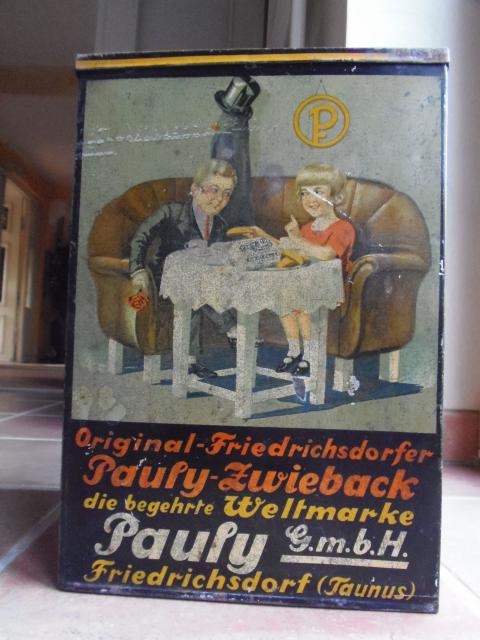 P
Original-Friedrichsdorfer
Pauly-Zwieback
die begehrte Weltmarke
Pauly G.m.b.H.
Friedrichsdorf (Taunus)